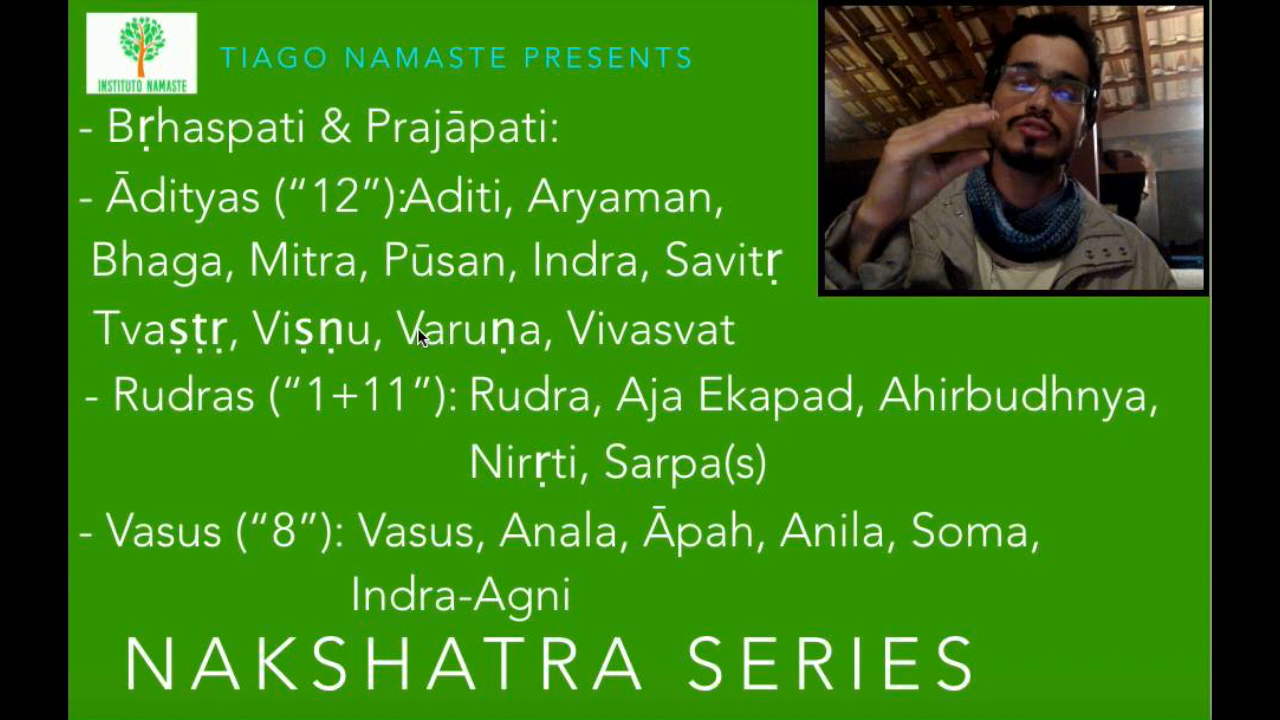 INSTITUTO NAMASTE
TIAGO NAMASTE PRESENTS
- Bṛhaspati & Prajāpati:
- Ādityas (“12”):Aditi, Aryaman,
Bhaga, Mitra, Pūsan, Indra, Savitṛ
Tvaṣṭṛ, Viṣṇu, Varuṇa, Vivasvat
- Rudras (“1+11”): Rudra, Aja Ekapad, Ahirbudhnya,
Nirṛti, Sarpa(s)
- Vasus (“8”): Vasus, Anala, Āpah, Anila, Soma,
Indra-Agni
NAKSHATRA SERIES